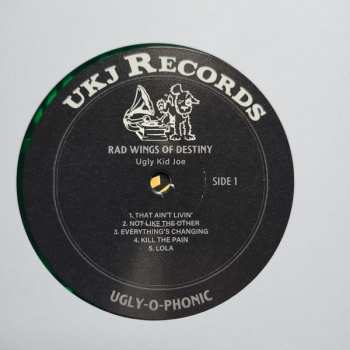 UKJ RECORDS
RAD WINGS OF DESTINY
Ugly Kid Joe
SIDE 1
1. THAT AIN'T LIVIN'
2. NOT LIKE THE OTHER
3. EVERYTHING'S CHANGING
4. KILL THE PAIN
5. LOLA
UGLY-O-PHONIC